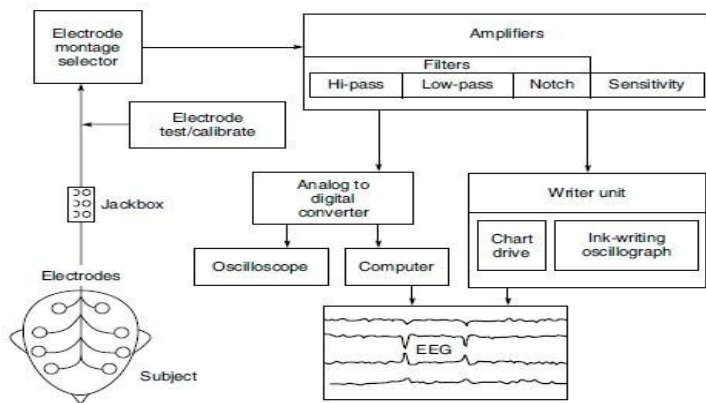 Electrode
montage
selector
Amplifiers
Filters
Hi-pass
Low-pass
Notch
Sensitivity
Electrode
test/calibrate
Jackbox
Analog to
digital
converter
Writer unit
Chart
drive
Ink-writing
oscillograph
Oscilloscope
Computer
Electrodes
EEG
Subject